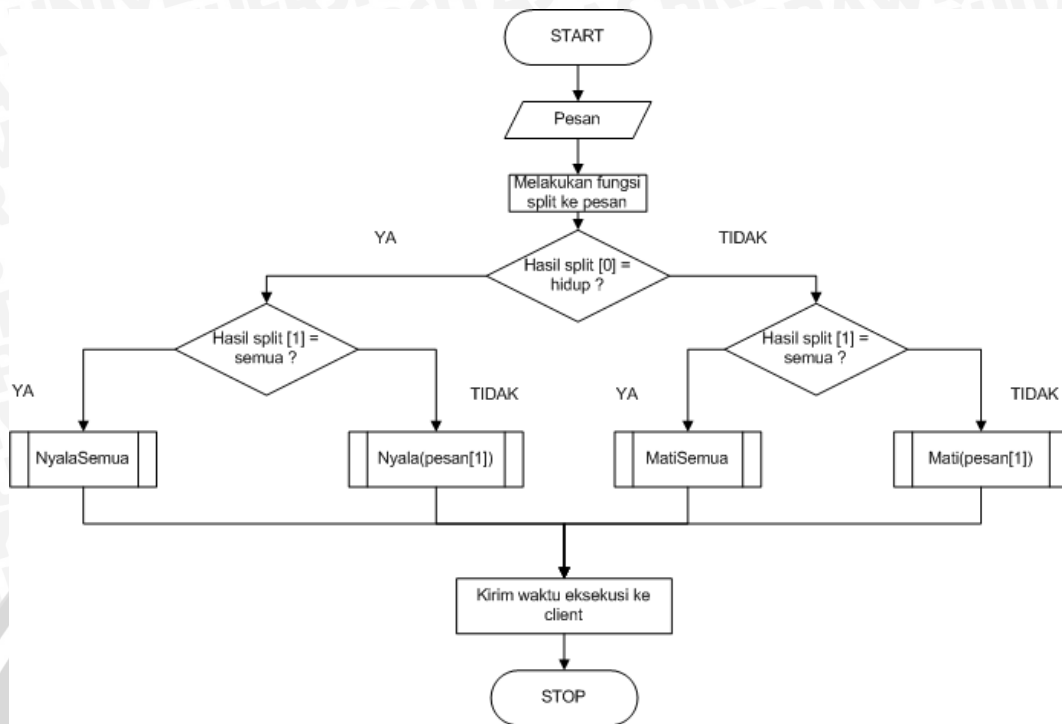 START
Pesan
Melakukan fungsi
split ke pesan
YA
TIDAK
Hasil split [0] =
hidup ?
Hasil split [1] =
semua ?
Hasil split [1] =
semua ?
YA
TIDAK
YA
TIDAK
NyalaSemua
Nyala(pesan[1])
MatiSemua
Mati(pesan[1])
Kirim waktu eksekusi ke
client
STOP